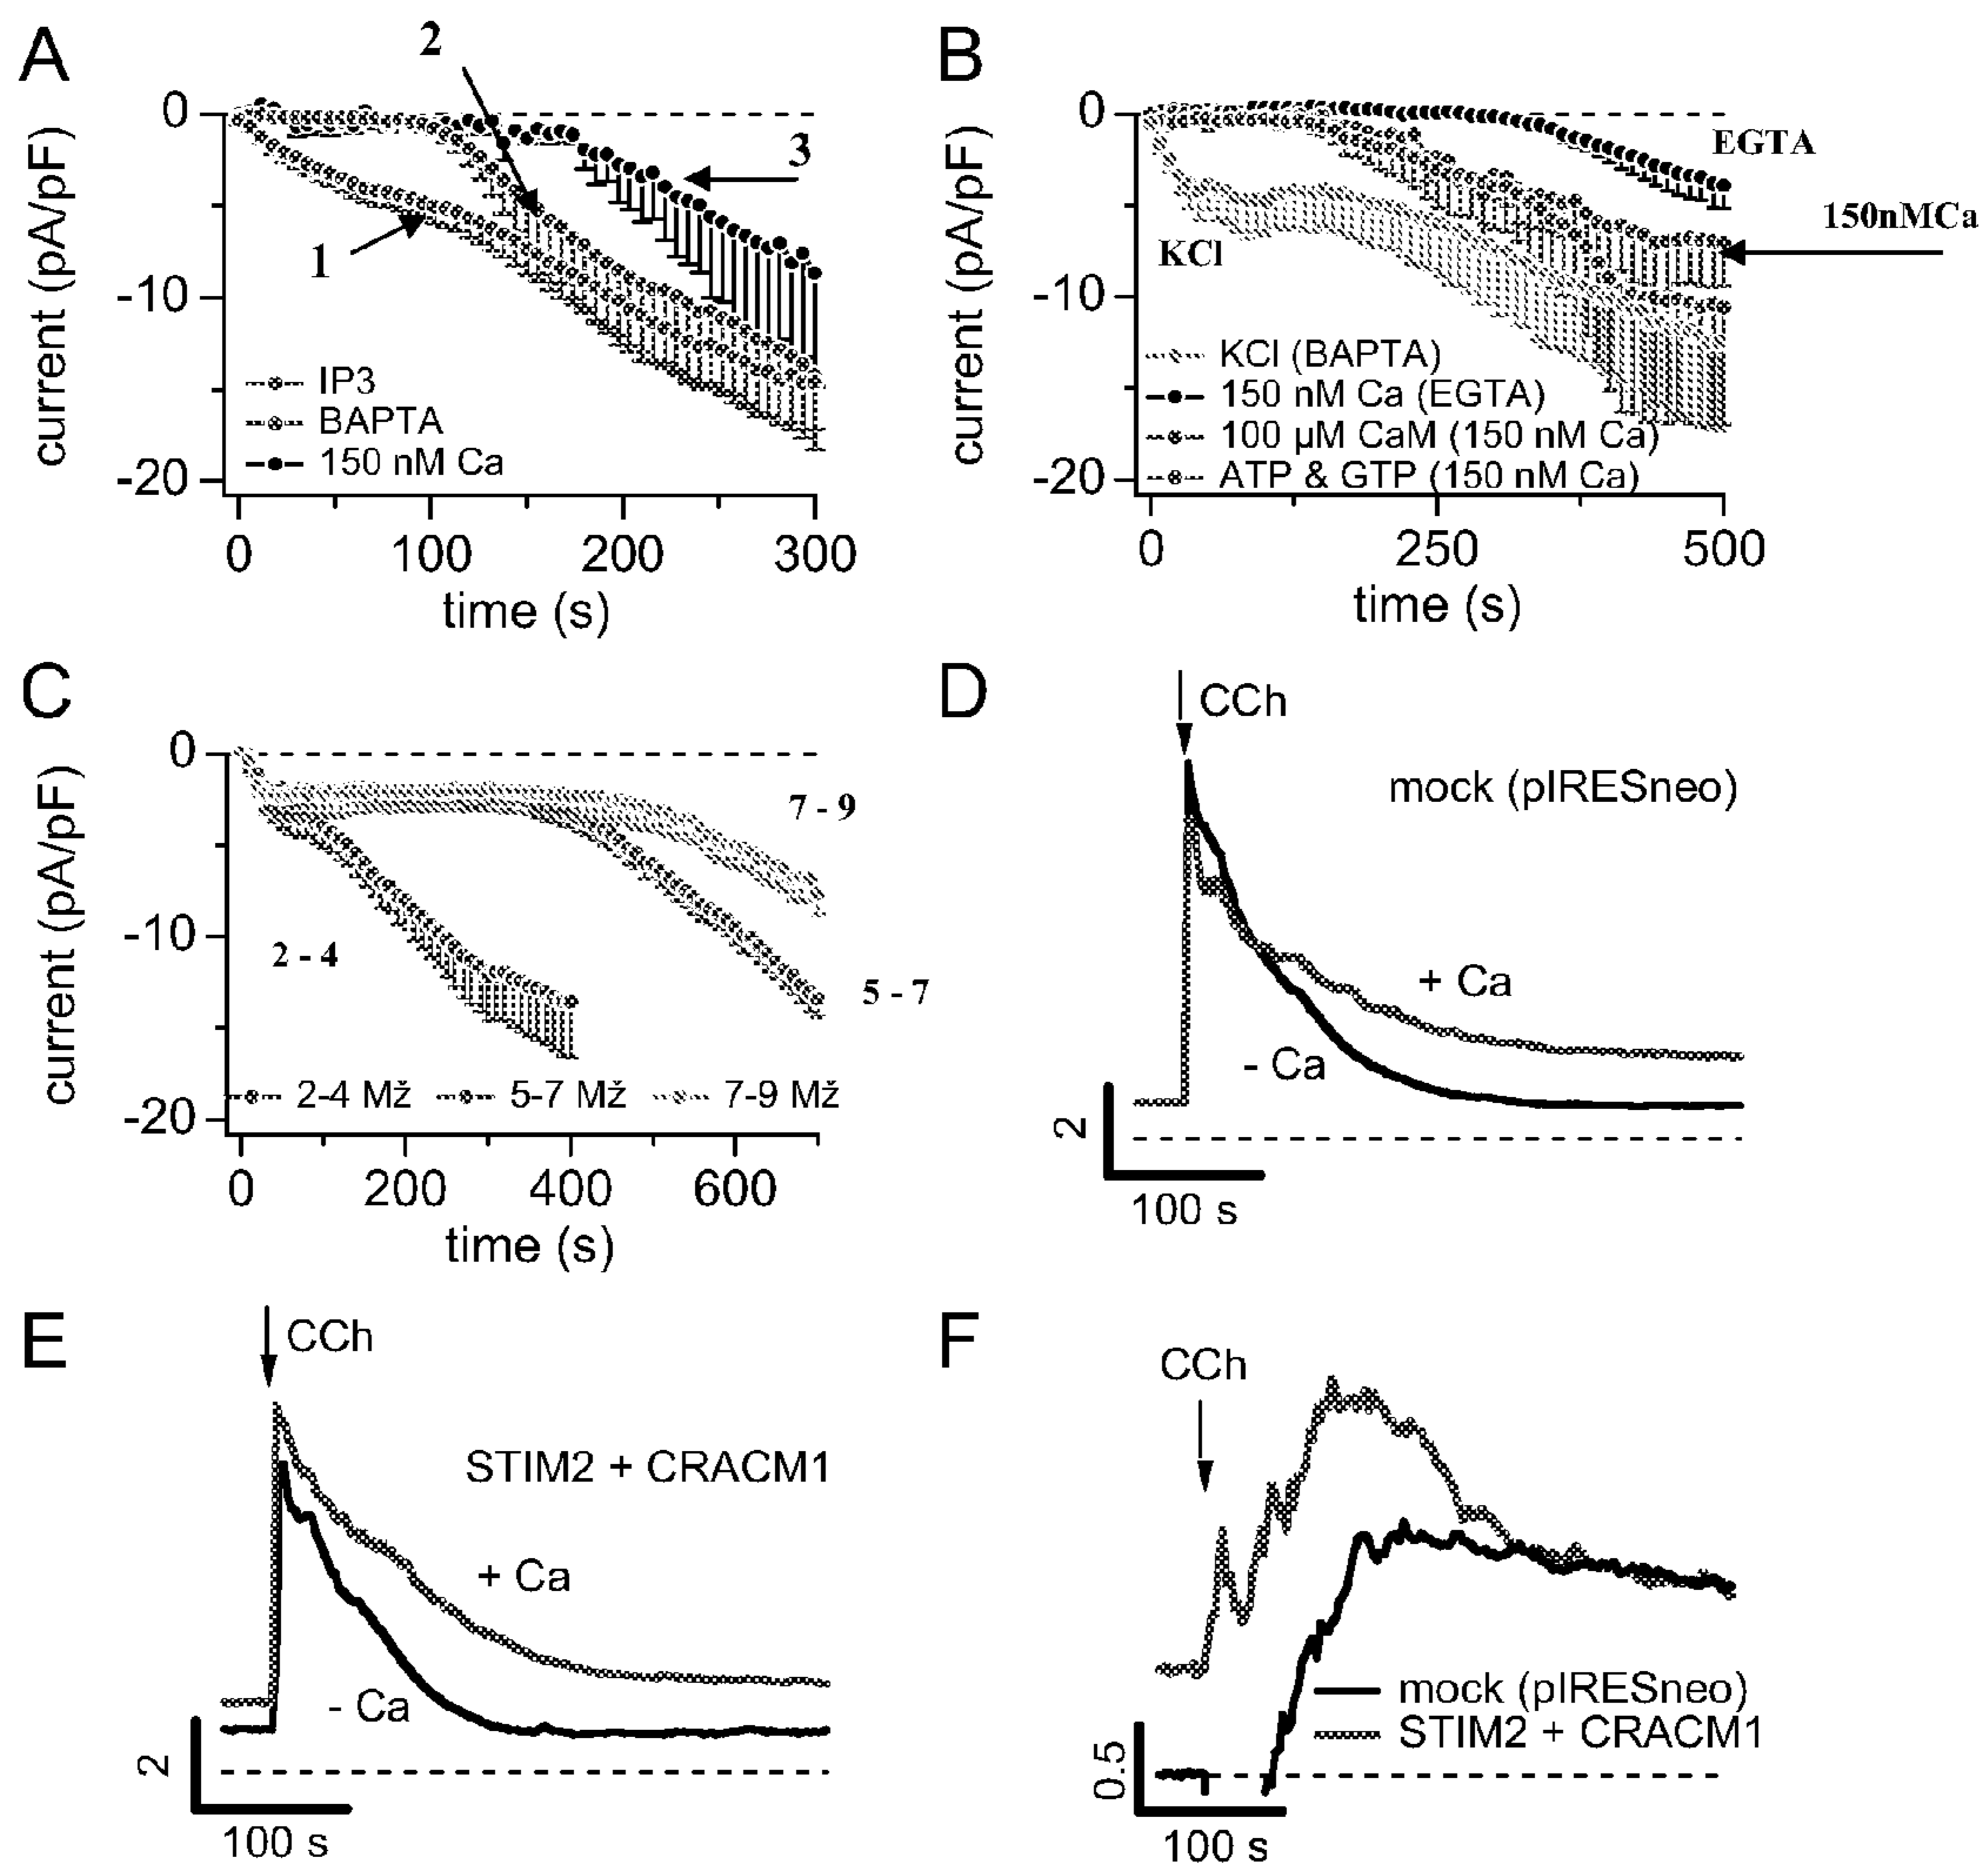 A
2
0
3
1
-10
IP3
BAPTA
150 nM Ca
-20
0 100 200 300
time (s)
current (pA/pF)
B
0
EGTA
150nMCa
KCl
-10
KCl (BAPTA)
150 nM Ca (EGTA)
100 µM CaM (150 nM Ca)
ATP & GTP (150 nM Ca)
-20
0 250 500
time (s)
current (pA/pF)
C
0
7 - 9
-10
2 - 4
5 - 7
2-4 Mž 5-7 Mž 7-9 Mž
-20
0 200 400 600
time (s)
current (pA/pF)
D
CCh
mock (pIRESneo)
+ Ca
- Ca
2
100 s
E
CCh
STIM2 + CRACM1
+ Ca
- Ca
2
100 s
F
CCh
mock (pIRESneo)
STIM2 + CRACM1
0.5
100 s